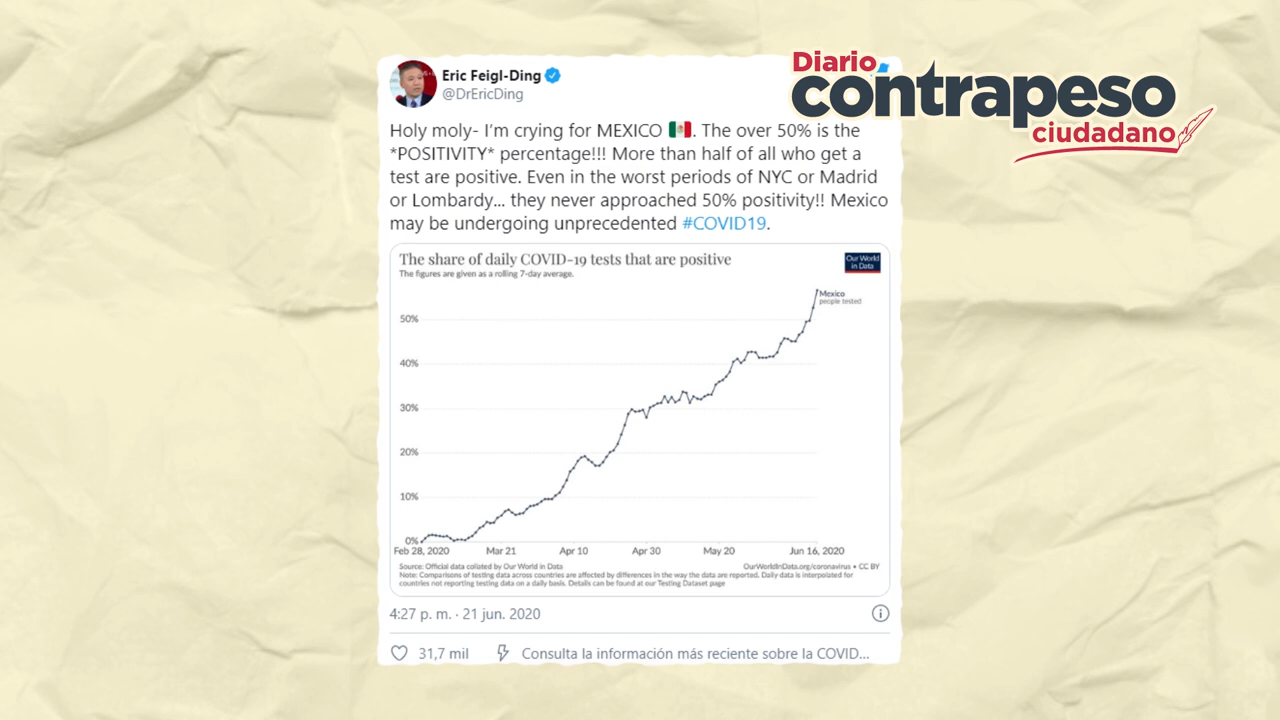 Diario
contrapeso
ciudadano
Eric Feigl-Ding
@DrEricDing
Holy moly- I'm crying for MEXICO 🇲🇽. The over 50% is the
*POSITIVITY* percentage!!! More than half of all who get a
test are positive. Even in the worst periods of NYC or Madrid
or Lombardy... they never approached 50% positivity!! Mexico
may be undergoing unprecedented #COVID19.
The share of daily COVID-19 tests that are positive
The figures are given as a rolling 7-day average.
Our World
in Data
Mexico
people tested
50%
40%
30%
20%
10%
0%
Feb 28, 2020 Mar 21 Apr 10 Apr 30 May 20 Jun 16, 2020
Source: Official data collated by Our World in Data OurWorldInData.org/coronavirus • CC BY
Note: Comparisons of testing data across countries are affected by differences in the way the data are reported. Daily data is interpolated for
countries not reporting testing data on a daily basis. Details can be found at our Testing Dataset page
4:27 p. m. · 21 jun. 2020
31,7 mil Consulta la información más reciente sobre la COVID...